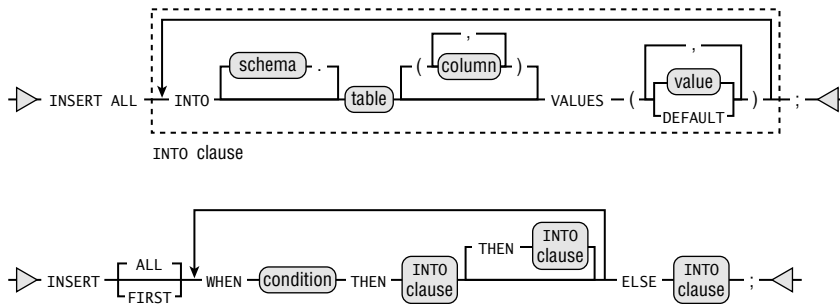 ,
,
,
schema
.
(
column
)
value
INSERT ALL
INTO
table
VALUES
(
)
;
DEFAULT
INTO clause
ALL
THEN
INTO
clause
INSERT
WHEN
condition
THEN
INTO
clause
ELSE
INTO
clause
;
FIRST